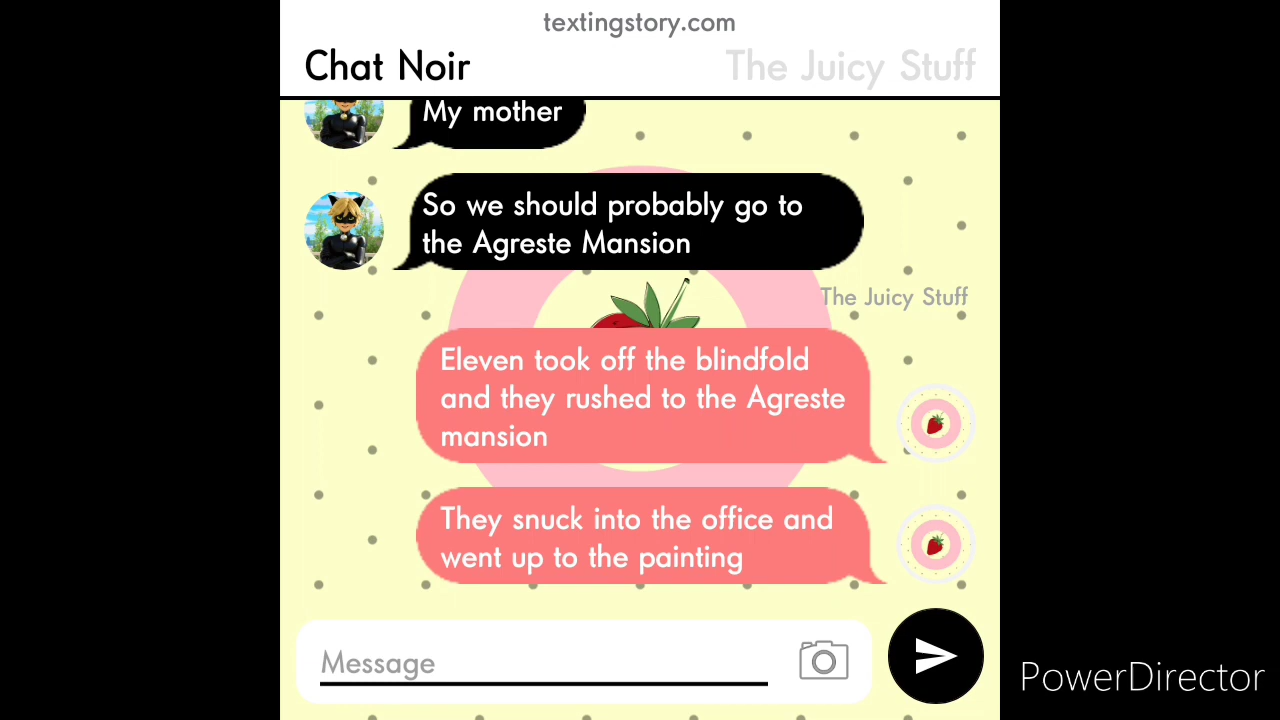 textingstory.com
Chat Noir
The Juicy Stuff
My mother
So we should probably go to
the Agreste Mansion
The Juicy Stuff
Eleven took off the blindfold
and they rushed to the Agreste
mansion
They snuck into the office and
went up to the painting
Message
PowerDirector